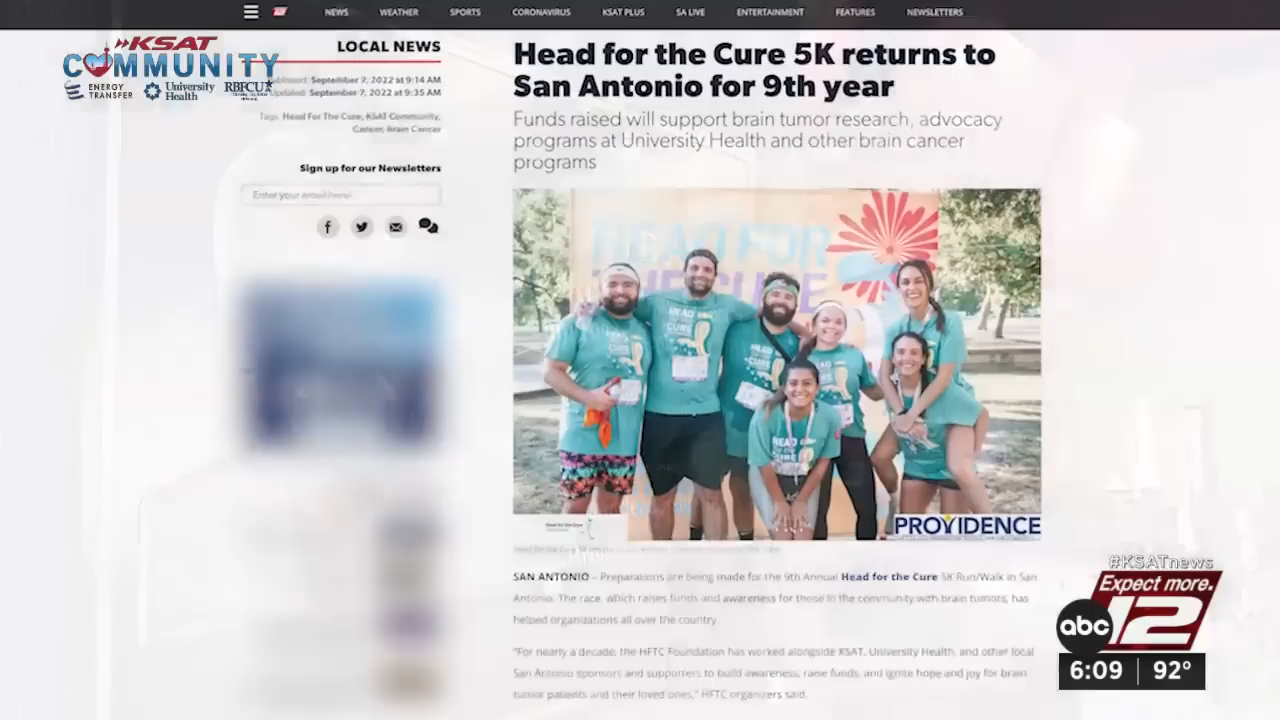 NEWS WEATHER SPORTS CORONAVIRUS KSAT PLUS SA LIVE ENTERTAINMENT FEATURES NEWSLETTERS
KSAT
COMMUNITY
ENERGY TRANSFER
University Health
RBFCU
LOCAL NEWS
Published: September 7, 2022 at 9:14 AM
Updated: September 7, 2022 at 9:35 AM
Tags: Head For The Cure, KSAT Community,
Cancer, Brain Cancer
Sign up for our Newsletters
Enter your email here!
Head for the Cure 5K returns to
San Antonio for 9th year
Funds raised will support brain tumor research, advocacy
programs at University Health and other brain cancer
programs
HEAD FOR
THE CURE
PROVIDENCE
SAN ANTONIO – Preparations are being made for the 9th Annual Head for the Cure 5K Run/Walk in San
Antonio. The race, which raises funds and awareness for those in the community with brain tumors, has
helped organizations all over the country.
"For nearly a decade, the HFTC Foundation has worked alongside KSAT, University Health, and other local
San Antonio sponsors and supporters to build awareness, raise funds, and ignite hope and joy for brain
tumor patients and their loved ones," HFTC organizers said.
#KSATnews
Expect more.
abc 12
6:09 92°